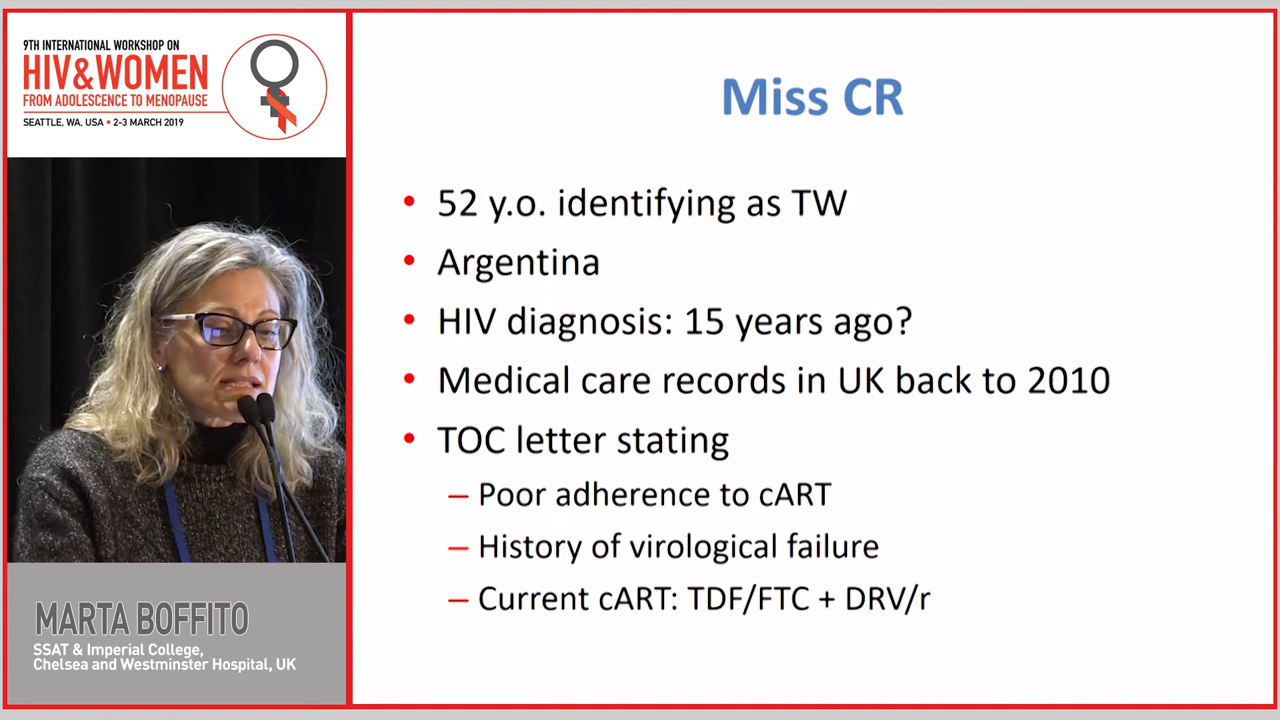 9TH INTERNATIONAL WORKSHOP ON
HIV&WOMEN
FROM ADOLESCENCE TO MENOPAUSE
SEATTLE, WA, USA • 2-3 MARCH 2019
MARTA BOFFITO
SSAT & Imperial College,
Chelsea and Westminster Hospital, UK
Miss CR
• 52 y.o. identifying as TW
• Argentina
• HIV diagnosis: 15 years ago?
• Medical care records in UK back to 2010
• TOC letter stating
– Poor adherence to cART
– History of virological failure
– Current cART: TDF/FTC + DRV/r